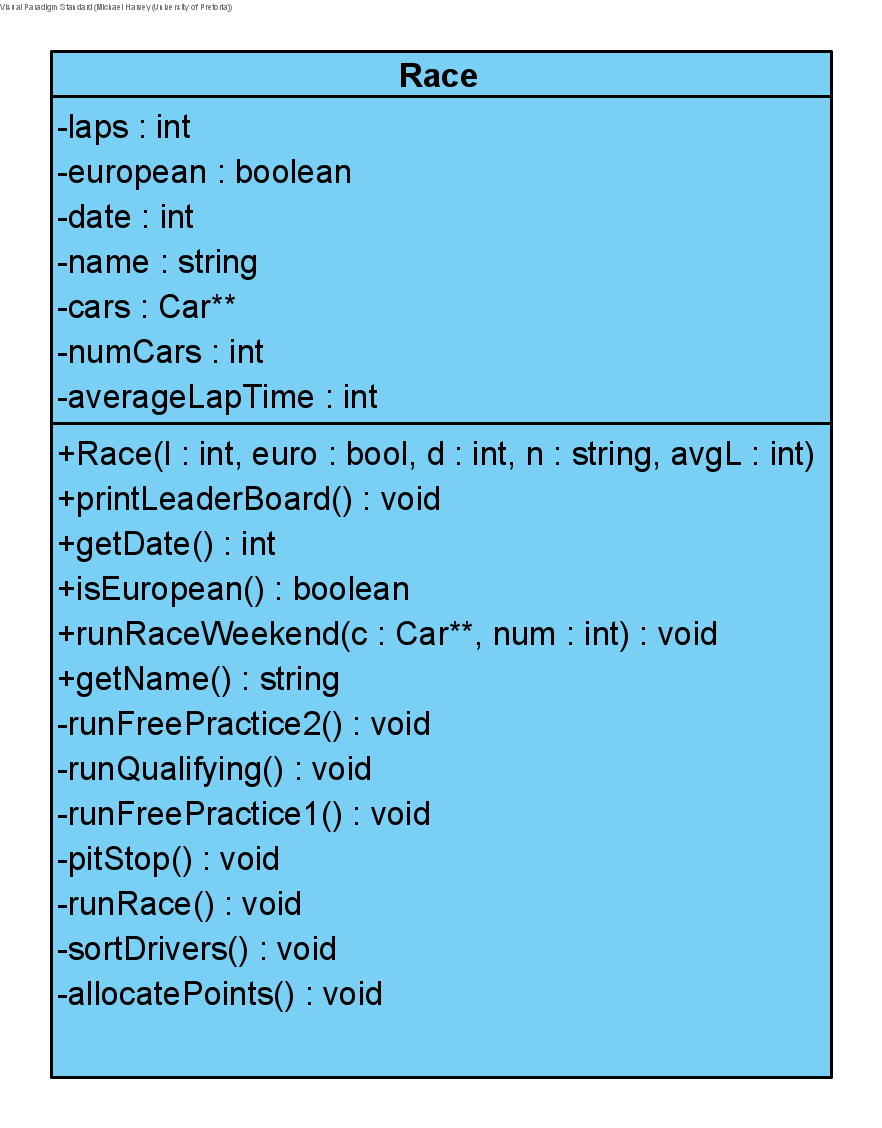 Visual Paradigm Standard (Michael Harvey (University of Pretoria))
Race
-laps : int
-european : boolean
-date : int
-name : string
-cars : Car**
-numCars : int
-averageLapTime : int
+Race(l : int, euro : bool, d : int, n : string, avgL : int)
+printLeaderBoard() : void
+getDate() : int
+isEuropean() : boolean
+runRaceWeekend(c : Car**, num : int) : void
+getName() : string
-runFreePractice2() : void
-runQualifying() : void
-runFreePractice1() : void
-pitStop() : void
-runRace() : void
-sortDrivers() : void
-allocatePoints() : void